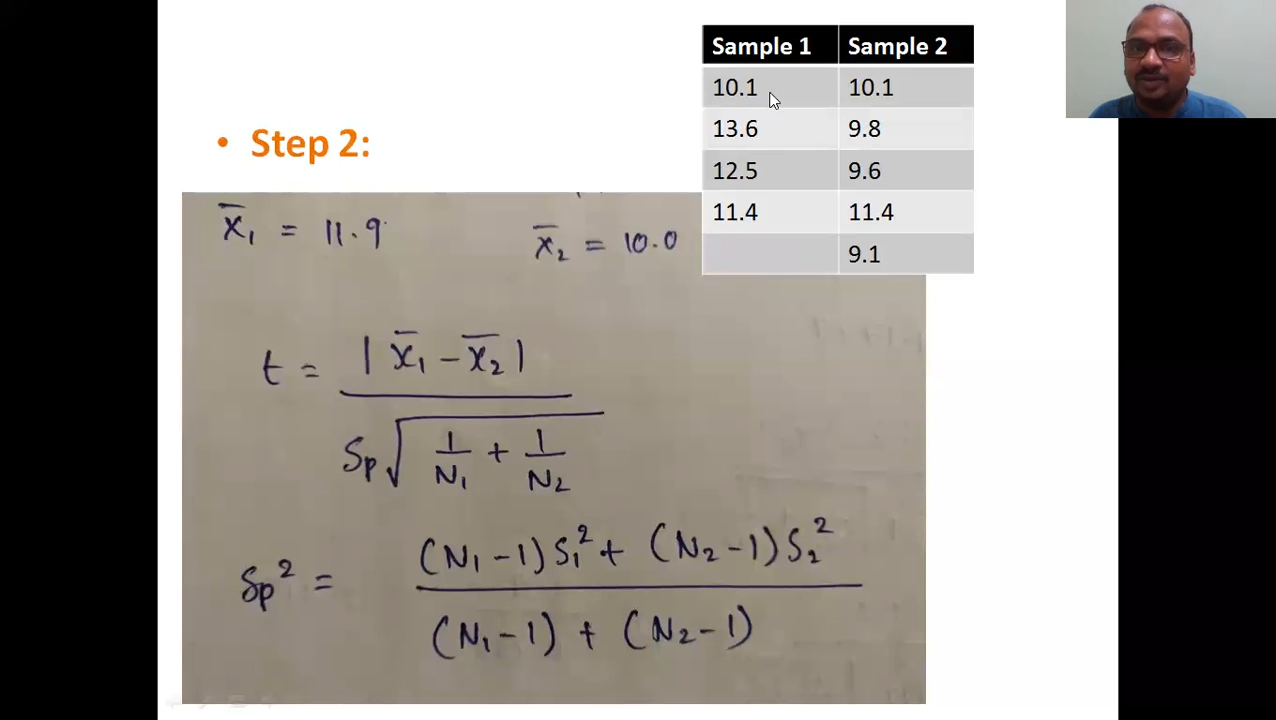 Sample 1 Sample 2
10.1 10.1
13.6 9.8
12.5 9.6
11.4 11.4
9.1
• Step 2:
x̄₁ = 11.9
x̄₂ = 10.0
t = |x̄₁ - x̄₂| / Sp√(1/N₁ + 1/N₂)
Sp² = (N₁-1)S₁² + (N₂-1)S₂² / (N₁-1) + (N₂-1)